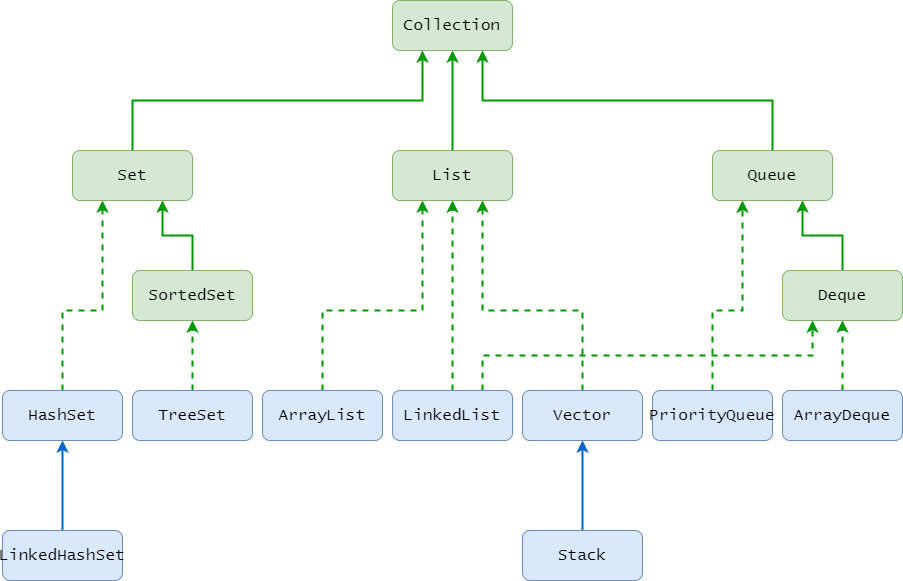 Collection
Set
List
Queue
SortedSet
Deque
HashSet
TreeSet
ArrayList
LinkedList
Vector
PriorityQueue
ArrayDeque
LinkedHashSet
Stack